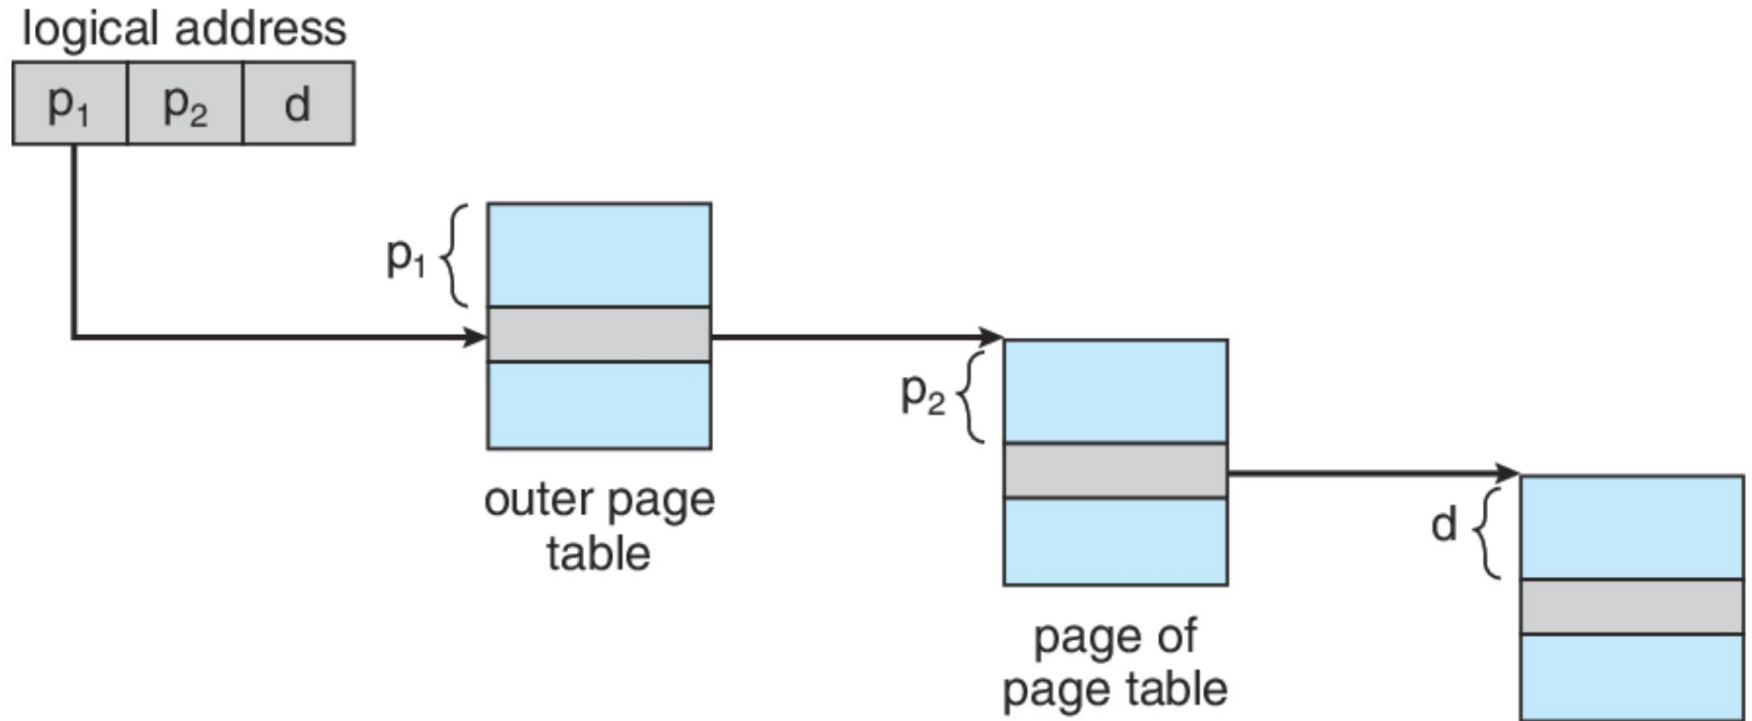 logical address
p₁ p₂ d
p₁
outer page
table
p₂
page of
page table
d